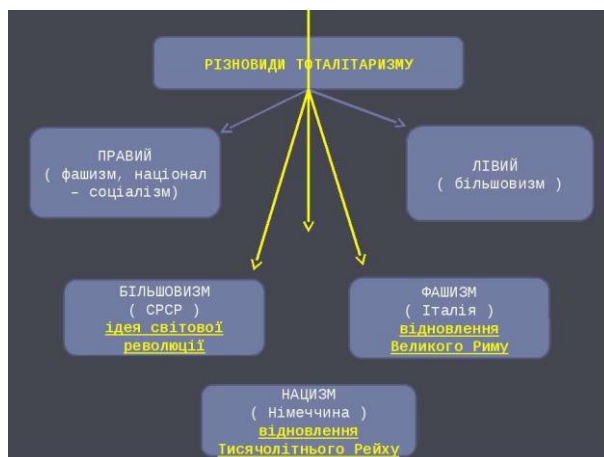 РІЗНОВИДИ ТОТАЛІТАРИЗМУ
ПРАВИЙ
( фашизм, націонал
– соціалізм)
ЛІВИЙ
( більшовизм )
БІЛЬШОВИЗМ
( СРСР )
ідея світової
революції
ФАШИЗМ
( Італія )
відновлення
Великого Риму
НАЦИЗМ
( Німеччина )
відновлення
Тисячолітнього Рейху